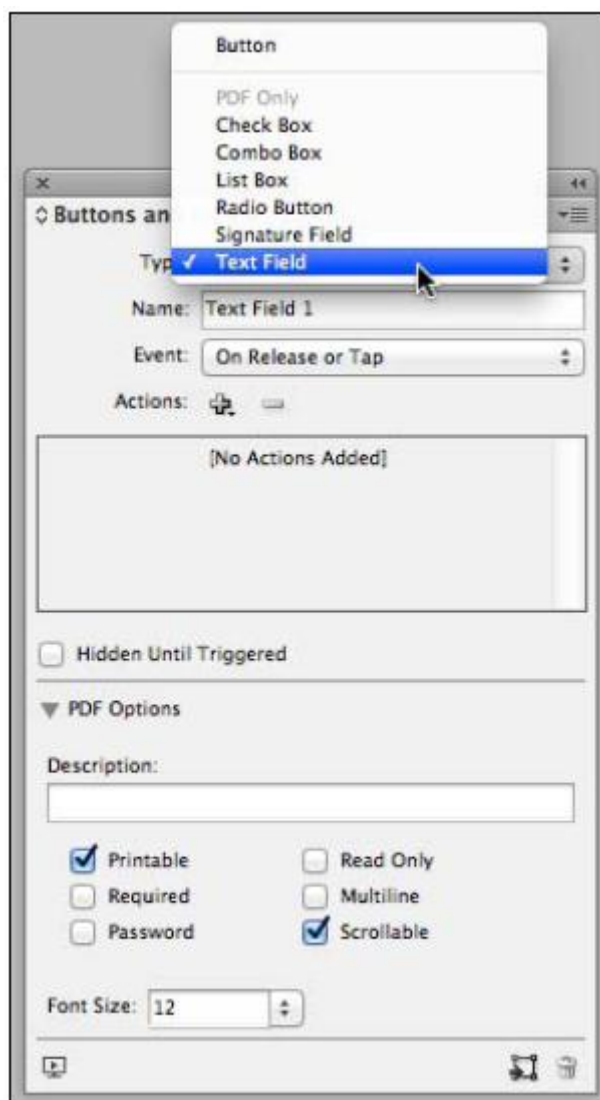 Button
PDF Only
Check Box
Combo Box
List Box
Radio Button
Signature Field
Buttons an
Typ ✓ Text Field
Name: Text Field 1
Event: On Release or Tap
Actions:
[No Actions Added]
Hidden Until Triggered
PDF Options
Description:
Printable Read Only
Required Multiline
Password Scrollable
Font Size: 12